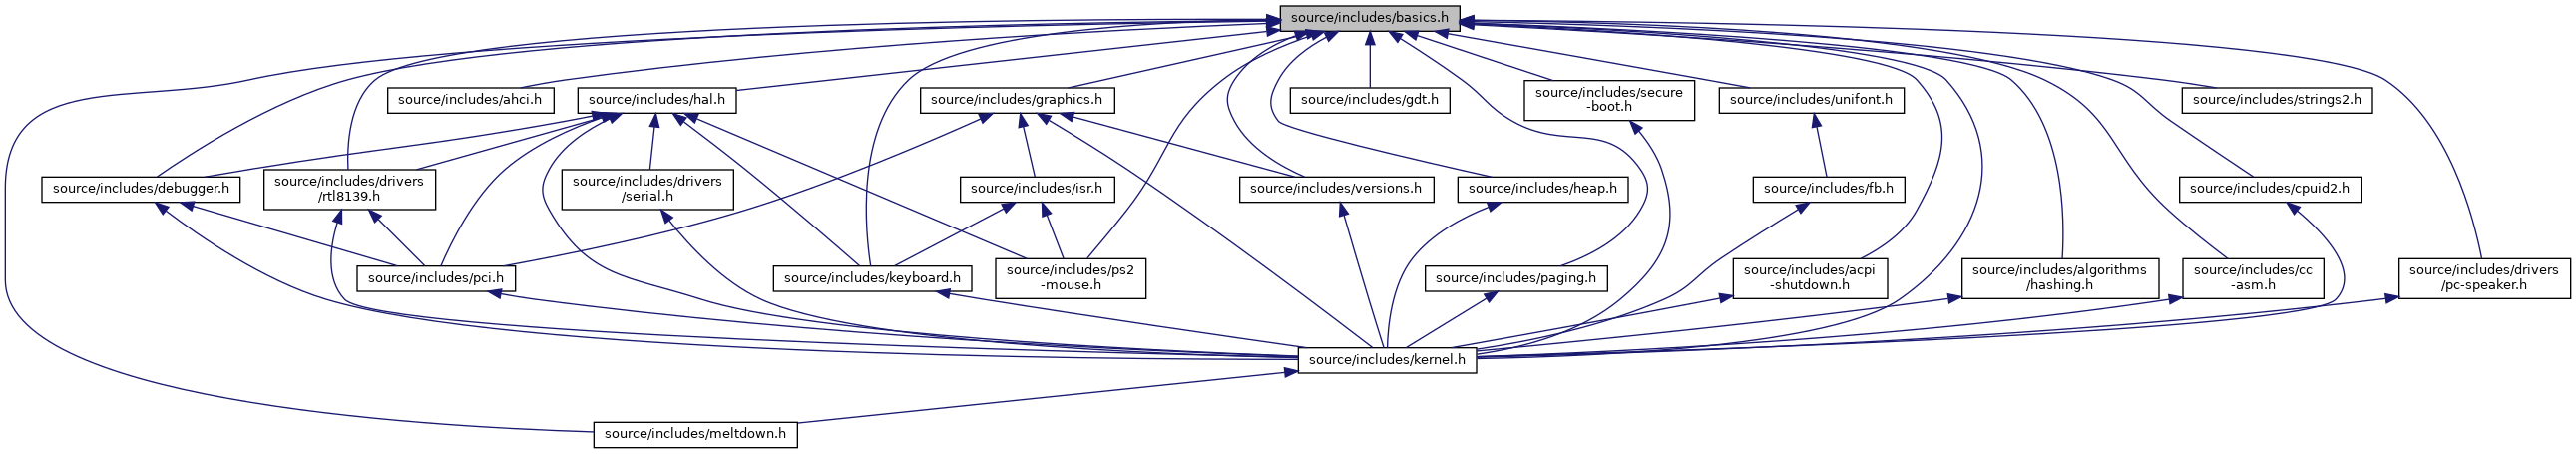 source/includes/basics.h
source/includes/ahci.h
source/includes/hal.h
source/includes/graphics.h
source/includes/gdt.h
source/includes/secure
-boot.h
source/includes/unifont.h
source/includes/strings2.h
source/includes/debugger.h
source/includes/drivers
/rtl8139.h
source/includes/drivers
/serial.h
source/includes/isr.h
source/includes/versions.h
source/includes/heap.h
source/includes/fb.h
source/includes/cpuid2.h
source/includes/pci.h
source/includes/keyboard.h
source/includes/ps2
-mouse.h
source/includes/paging.h
source/includes/acpi
-shutdown.h
source/includes/algorithms
/hashing.h
source/includes/cc
-asm.h
source/includes/drivers
/pc-speaker.h
source/includes/kernel.h
source/includes/meltdown.h